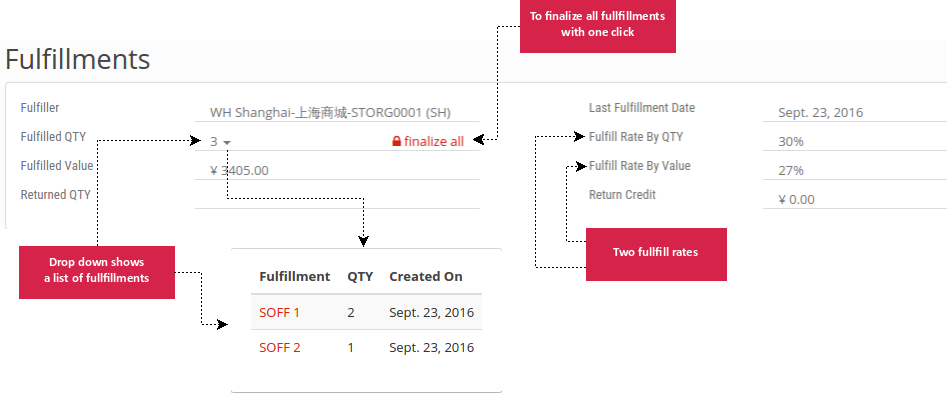 To finalize all fullfillments
with one click
Fulfillments
Fulfiller
WH Shanghai-上海商城-STORG0001 (SH)
Last Fulfillment Date
Sept. 23, 2016
Fulfilled QTY
3
finalize all
Fulfill Rate By QTY
30%
Fulfilled Value
¥ 3405.00
Fulfill Rate By Value
27%
Returned QTY
Return Credit
¥ 0.00
Drop down shows
a list of fullfillments
Two fullfill rates
Fulfillment QTY Created On
SOFF 1 2 Sept. 23, 2016
SOFF 2 1 Sept. 23, 2016